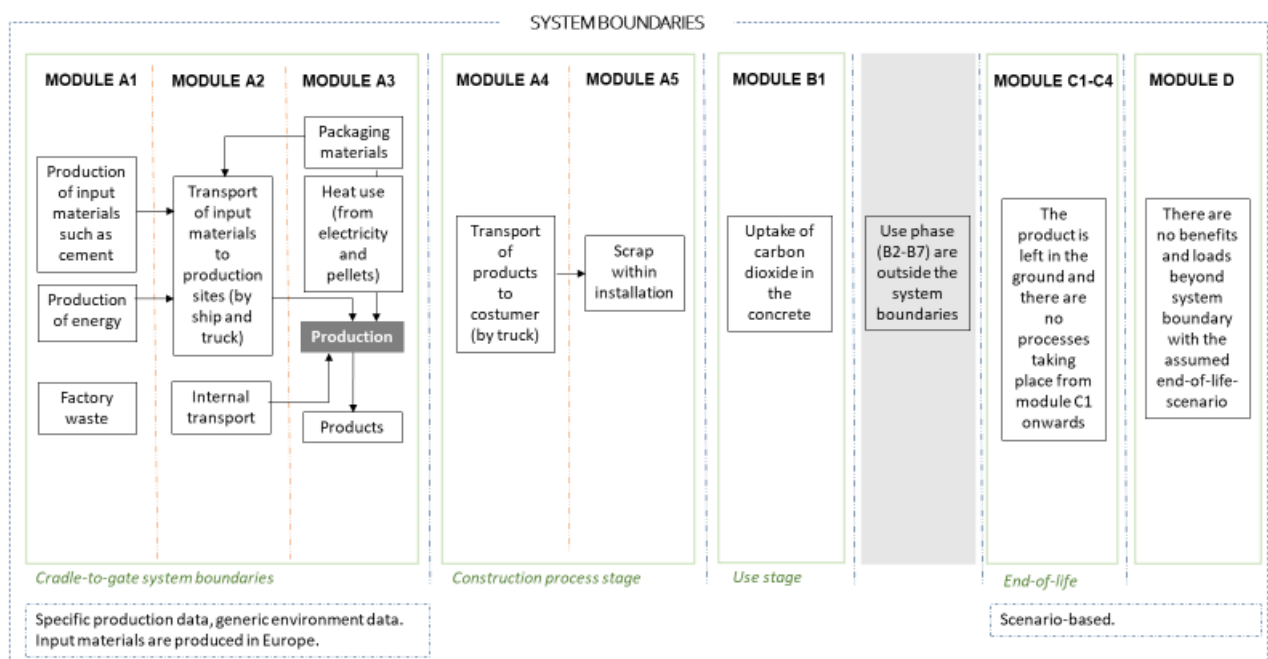 SYSTEM BOUNDARIES
MODULE A1
Production
of input
materials
such as
cement
Production
of energy
Factory
waste
MODULE A2
Transport
of input
materials
to
production
sites (by
ship and
truck)
Internal
transport
MODULE A3
Packaging
materials
Heat use
(from
electricity
and
pellets)
Production
Products
MODULE A4
Transport
of
products
to
costumer
(by truck)
MODULE A5
Scrap
within
installation
MODULE B1
Uptake of
carbon
dioxide in
the
concrete
Use phase
(B2-B7) are
outside the
system
boundaries
MODULE C1-C4
The
product is
left in the
ground and
there are
no
processes
taking
place from
module C1
onwards
MODULE D
There are
no benefits
and loads
beyond
system
boundary
with the
assumed
end-of-life-
scenario
Cradle-to-gate system boundaries
Construction process stage
Use stage
End-of-life
Specific production data, generic environment data.
Input materials are produced in Europe.
Scenario-based.